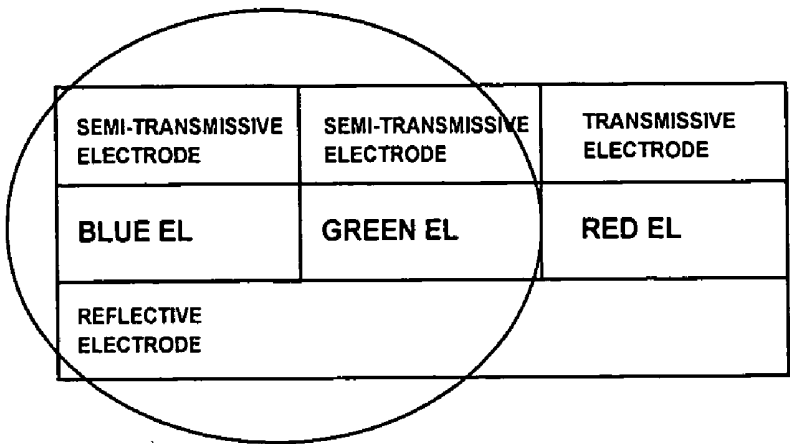 SEMI-TRANSMISSIVE
ELECTRODE
SEMI-TRANSMISSIVE
ELECTRODE
TRANSMISSIVE
ELECTRODE
BLUE EL
GREEN EL
RED EL
REFLECTIVE
ELECTRODE